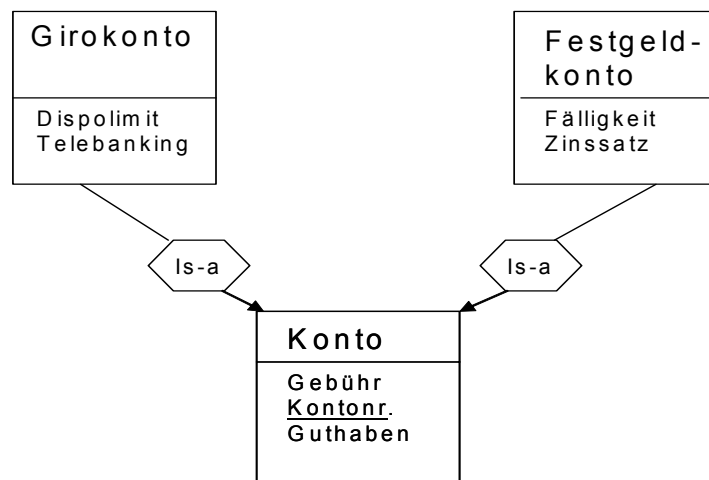 Girokonto
Dispolimit
Telebanking
Festgeld-
konto
Fälligkeit
Zinssatz
Is-a
Is-a
Konto
Gebühr
Kontonr.
Guthaben